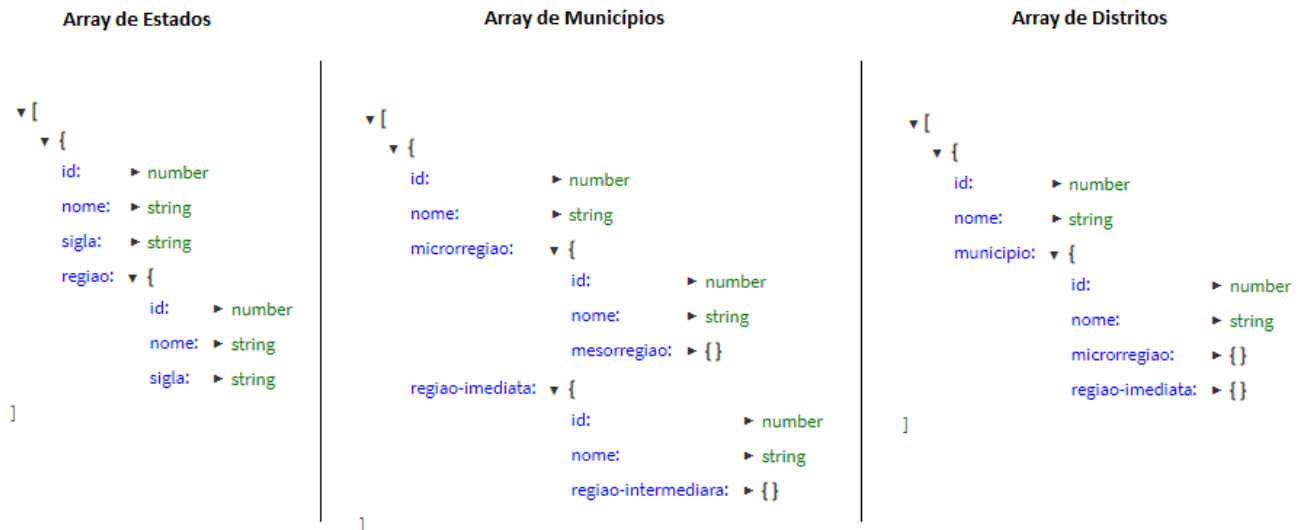 Array de Estados
▾ [
▾ {
id: ▸ number
nome: ▸ string
sigla: ▸ string
regiao: ▾ {
id: ▸ number
nome: ▸ string
sigla: ▸ string
]
Array de Municípios
▾ [
▾ {
id: ▸ number
nome: ▸ string
microrregiao: ▾ {
id: ▸ number
nome: ▸ string
mesorregiao: ▸ {}
regiao-imediata: ▾ {
id: ▸ number
nome: ▸ string
regiao-intermediara: ▸ {}
]
Array de Distritos
▾ [
▾ {
id: ▸ number
nome: ▸ string
municipio: ▾ {
id: ▸ number
nome: ▸ string
microrregiao: ▸ {}
regiao-imediata: ▸ {}
]